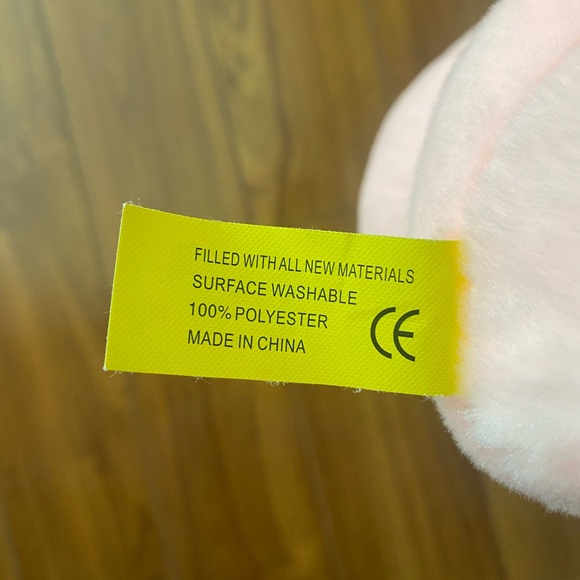 FILLED WITH ALL NEW MATERIALS
SURFACE WASHABLE
100% POLYESTER
MADE IN CHINA
CE